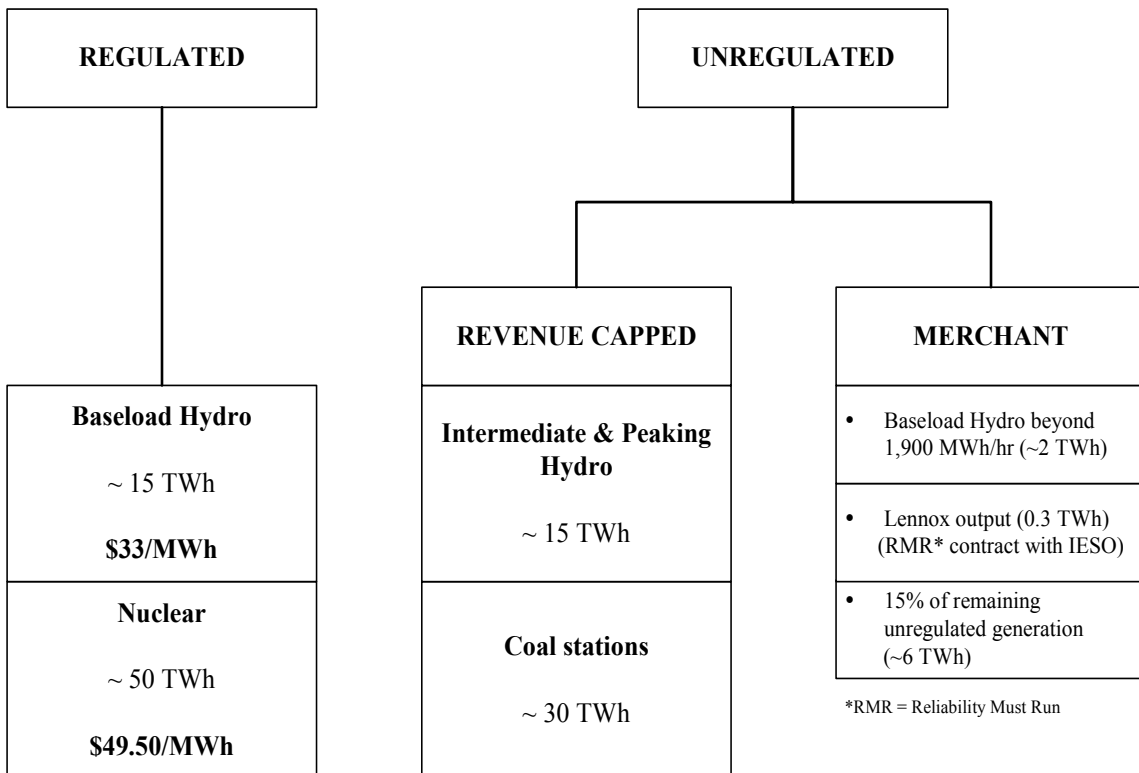 REGULATED
UNREGULATED
REVENUE CAPPED
MERCHANT
Baseload Hydro
~ 15 TWh
$33/MWh
Nuclear
~ 50 TWh
$49.50/MWh
Intermediate & Peaking
Hydro
~ 15 TWh
Coal stations
~ 30 TWh
• Baseload Hydro beyond
1,900 MWh/hr (~2 TWh)
• Lennox output (0.3 TWh)
(RMR* contract with IESO)
• 15% of remaining
unregulated generation
(~6 TWh)
*RMR = Reliability Must Run